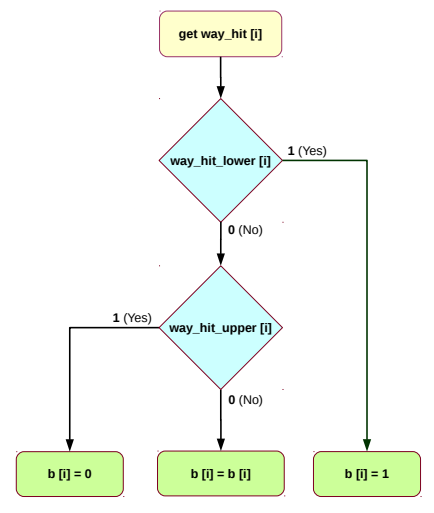 get way_hit [i]
way_hit_lower [i]
1 (Yes)
0 (No)
way_hit_upper [i]
1 (Yes)
0 (No)
b [i] = 0
b [i] = b [i]
b [i] = 1